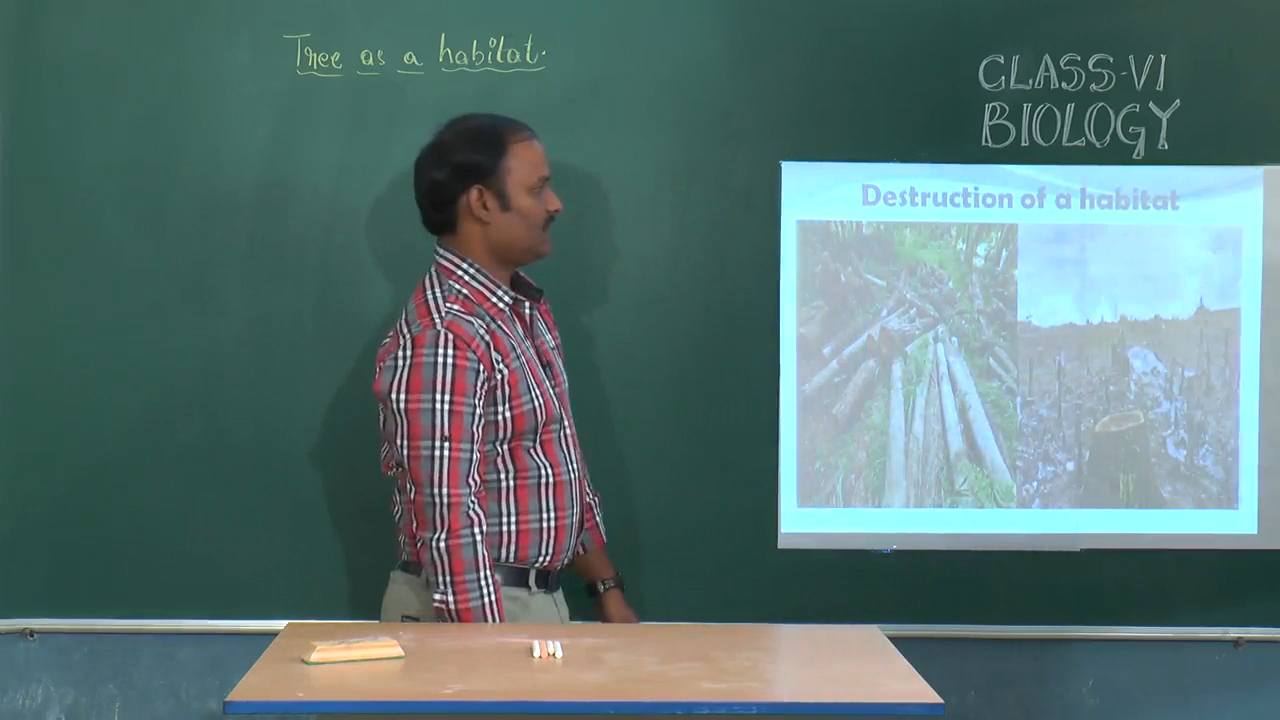 Tree as a habitat.
CLASS-VI
BIOLOGY
Destruction of a habitat